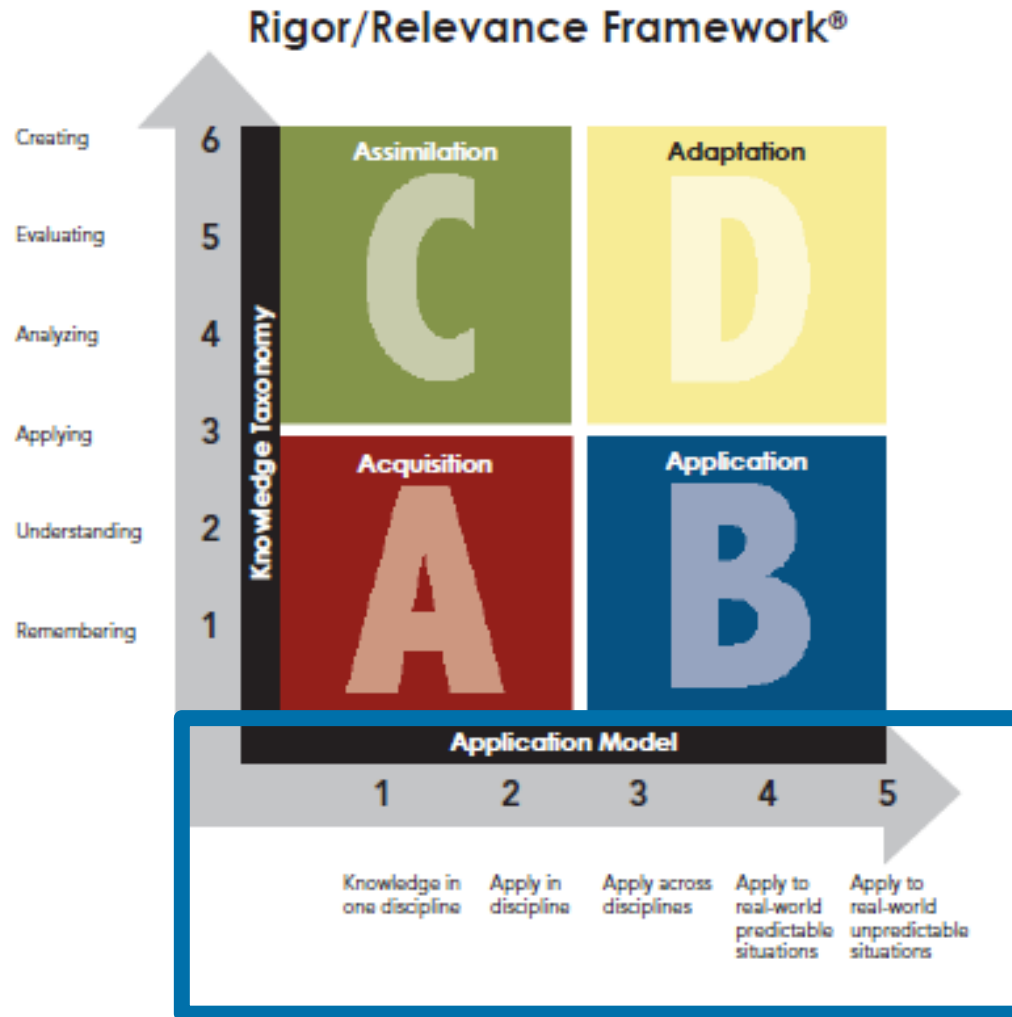 Rigor/Relevance Framework®
Creating
6
Evaluating
5
Analyzing
4
Applying
3
Understanding
2
Remembering
1
Knowledge Taxonomy
Assimilation
C
Adaptation
D
Acquisition
A
Application
B
Application Model
1 2 3 4 5
Knowledge in
one discipline
Apply in
discipline
Apply across
disciplines
Apply to
real-world
predictable
situations
Apply to
real-world
unpredictable
situations